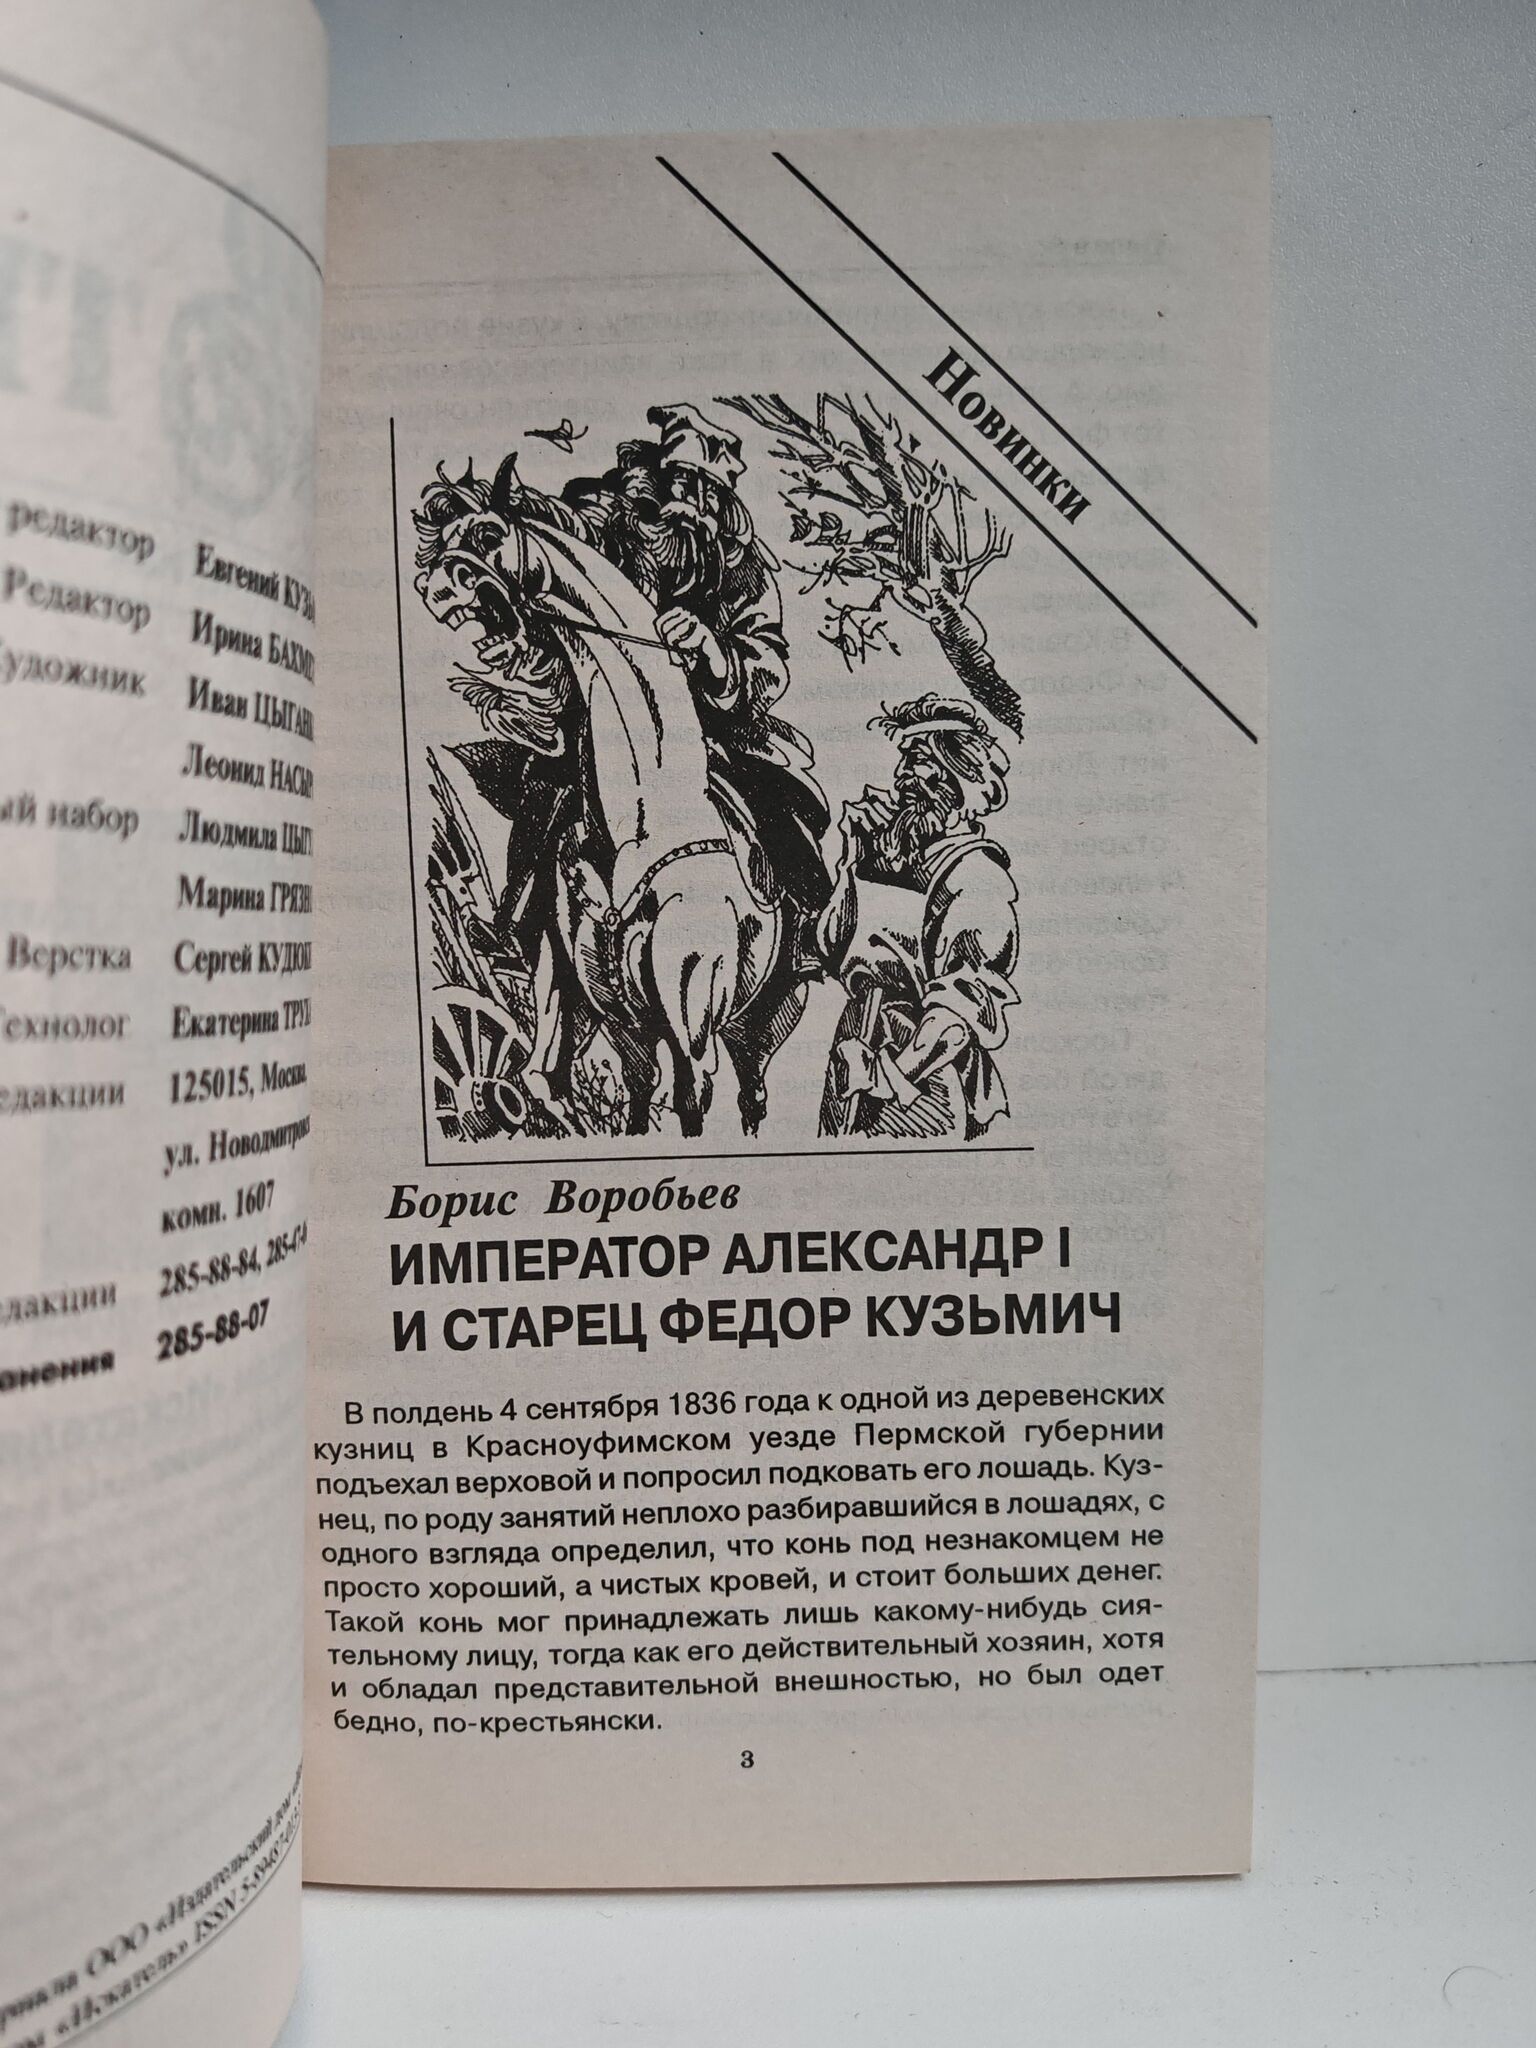 редактор Евгений
Редактор Ирина
Иван
Леонид
набор Людмила
Марина
Верстка Сергей
Технолог Екатерина
125015, Москва,
ул.
комн. 1607
285-88-84,
285-88-07
ООО «Издательский дом
«Искатель» ISSN
Новинки
Борис Воробьев
ИМПЕРАТОР АЛЕКСАНДР I
И СТАРЕЦ ФЕДОР КУЗЬМИЧ
В полдень 4 сентября 1836 года к одной из деревенских
кузниц в Красноуфимском уезде Пермской губернии
подъехал верховой и попросил подковать его лошадь. Куз-
нец, по роду занятий неплохо разбиравшийся в лошадях, с
одного взгляда определил, что конь под незнакомцем не
просто хороший, а чистых кровей, и стоит больших денег.
Такой конь мог принадлежать лишь какому-нибудь сия-
тельному лицу, тогда как его действительный хозяин, хотя
и обладал представительной внешностью, но был одет
бедно, по-крестьянски.
3